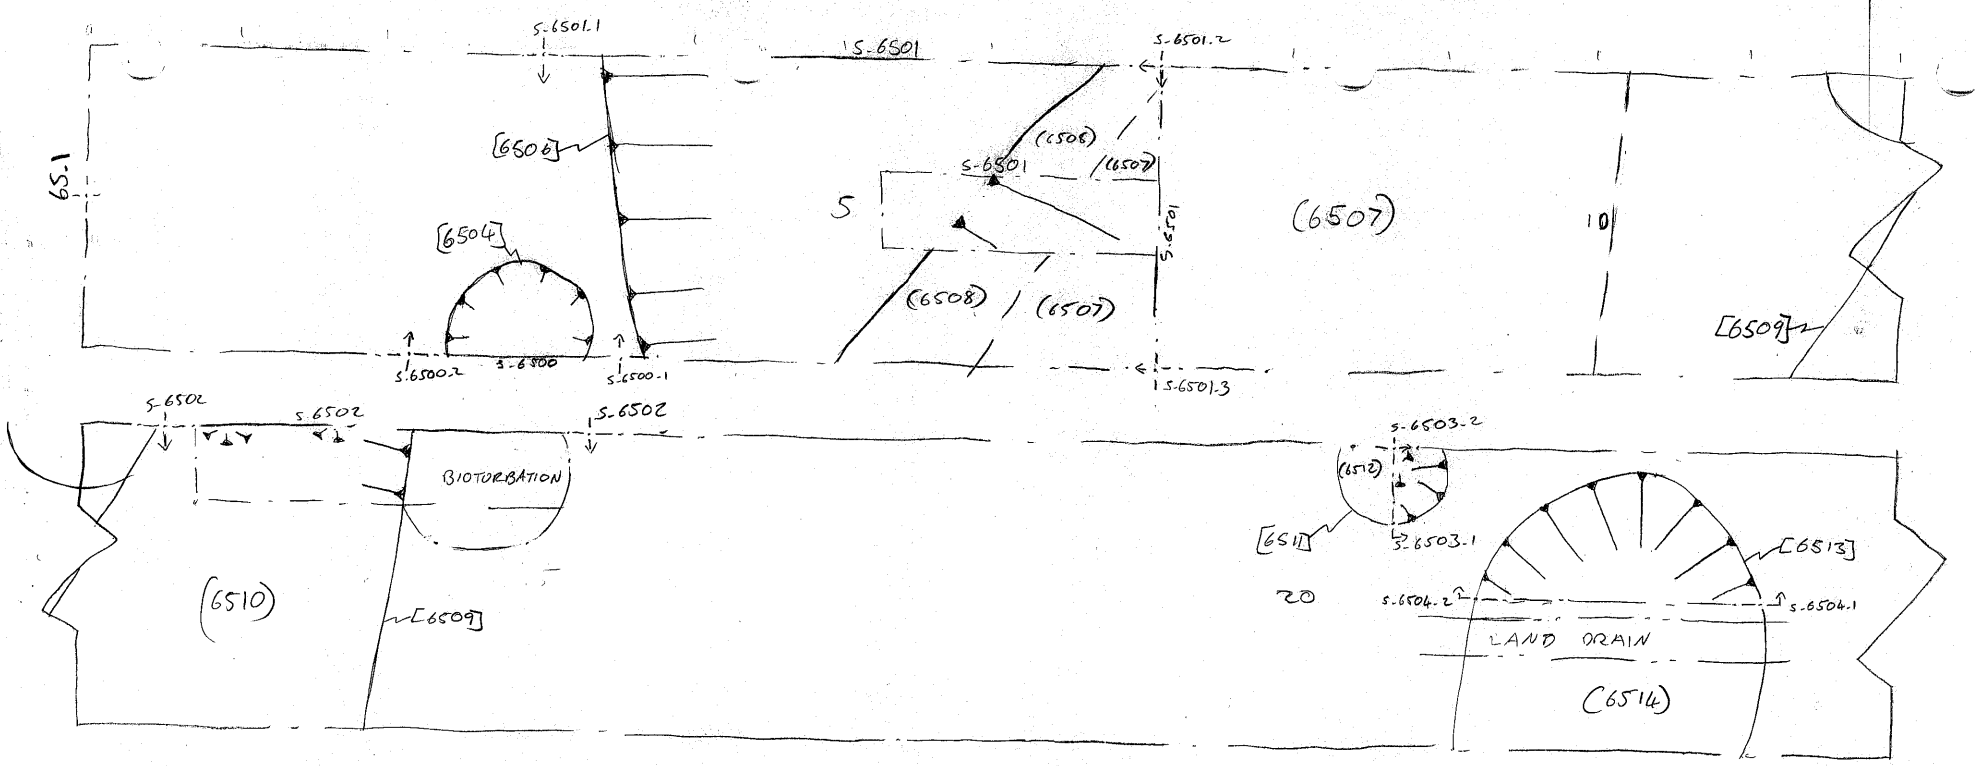 S-6501.1
S-6501
S-6501.2
65.1
[6506]
(6508)
S-6501
(6507)
[6504]
5
S.6501
(6507)
10
(6508)
(6507)
[6509]
S.6500.2
S-6500
S-6500-1
S-6501.3
S-6502
S.6502
S-6502
S-6503-2
BIOTURBATION
(6512)
[6511]
S-6503.1
[6513]
(6510)
[6509]
20
S.6504.2
S.6504.1
LAND DRAIN
(6514)